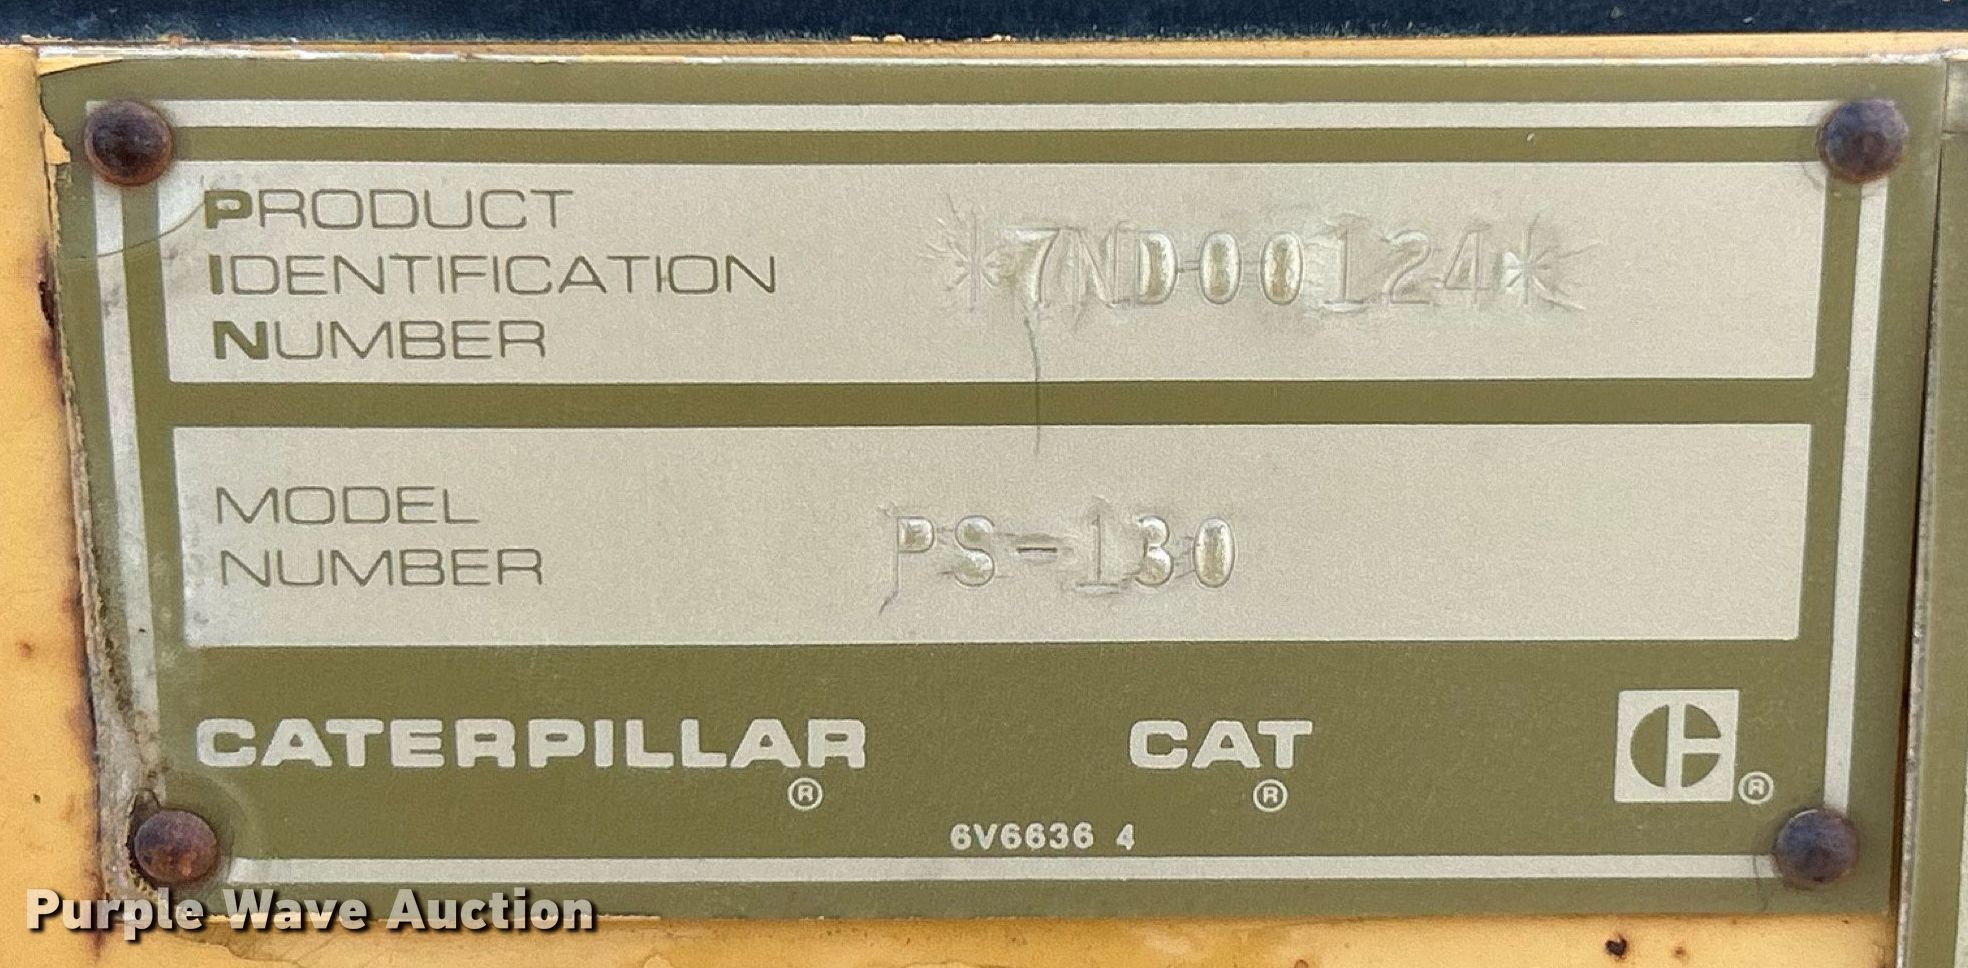 PRODUCT
IDENTIFICATION
NUMBER
*7ND00124*
MODEL
NUMBER
PS-130
CATERPILLAR®
CAT®
®
6V6636 4
Purple Wave Auction